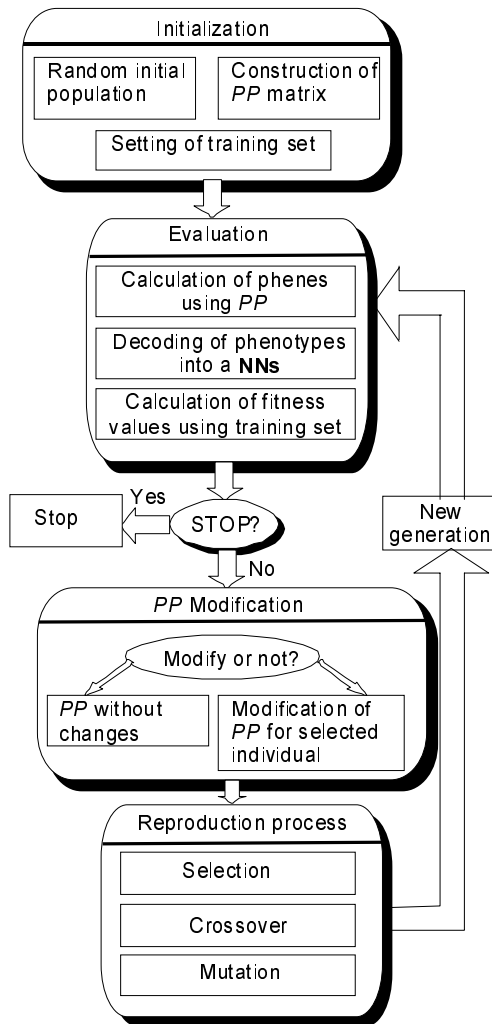 Initialization
Random initial
population
Construction of
PP matrix
Setting of training set
Evaluation
Calculation of phenes
using PP
Decoding of phenotypes
into a NNs
Calculation of fitness
values using training set
Yes
Stop
STOP?
New
generation
No
PP Modification
Modify or not?
PP without
changes
Modification of
PP for selected
individual
Reproduction process
Selection
Crossover
Mutation